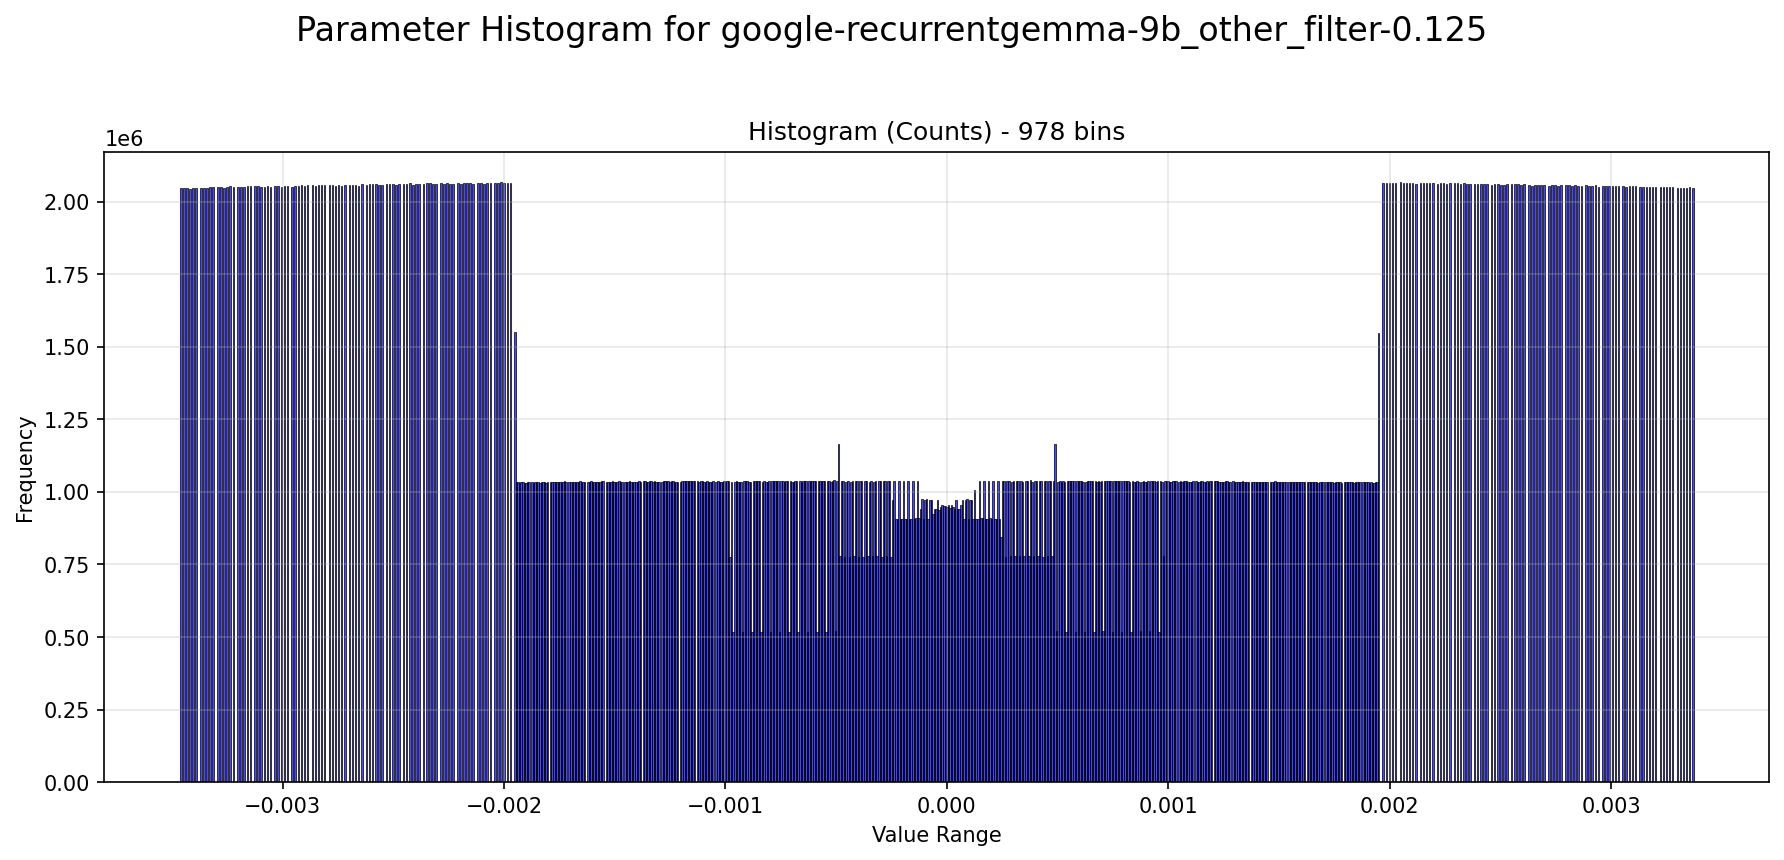 Parameter Histogram for google-recurrentgemma-9b_other_filter-0.125
Histogram (Counts) - 978 bins
1e6
2.00
1.75
1.50
1.25
1.00
0.75
0.50
0.25
0.00
Frequency
−0.003 −0.002 −0.001 0.000 0.001 0.002 0.003
Value Range